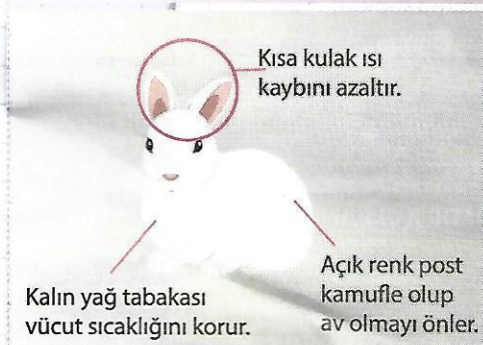 Kısa kulak ısı
kaybını azaltır.
Kalın yağ tabakası
vücut sıcaklığını korur.
Açık renk post
kamufle olup
av olmayı önler.